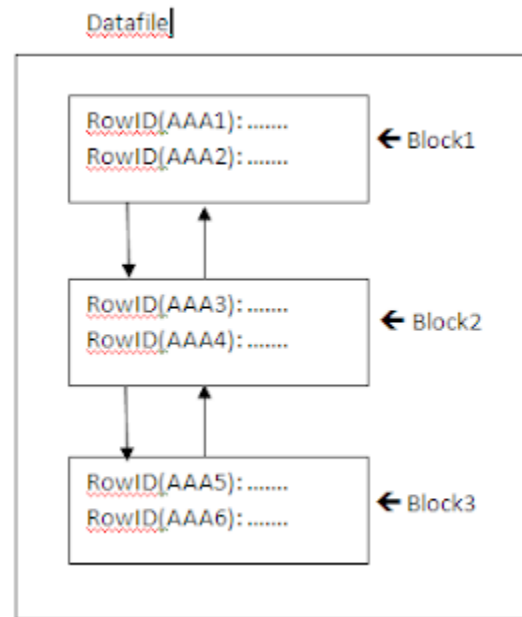 Datafile
RowID(AAA1): .......
RowID(AAA2): .......
🡸 Block1
RowID(AAA3): .......
RowID(AAA4): .......
🡸 Block2
RowID(AAA5): .......
RowID(AAA6): .......
🡸 Block3